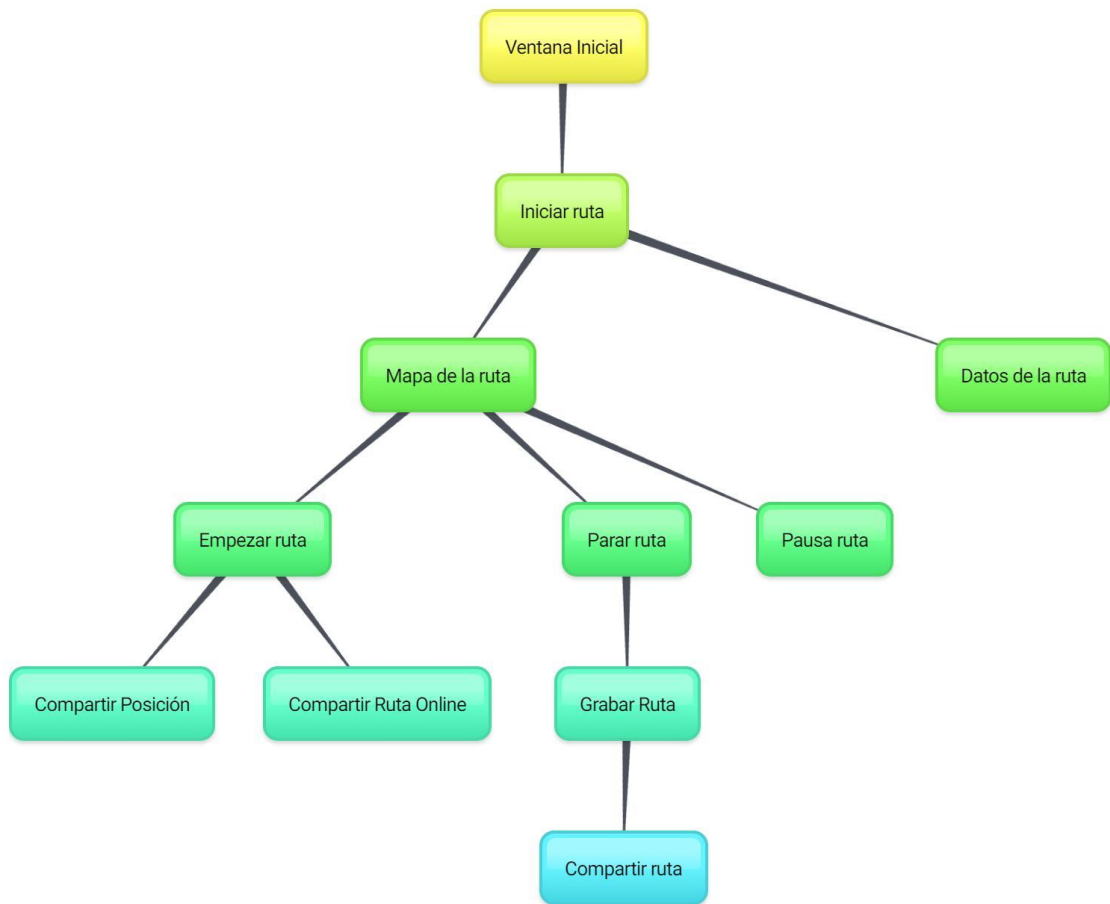 Ventana Inicial
Iniciar ruta
Mapa de la ruta
Datos de la ruta
Empezar ruta
Parar ruta
Pausa ruta
Compartir Posición
Compartir Ruta Online
Grabar Ruta
Compartir ruta